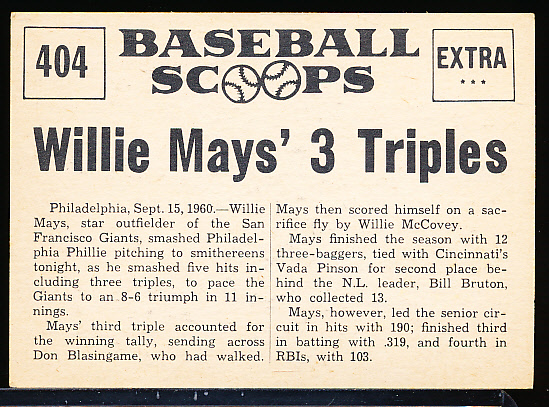 404
BASEBALL
SCOOPS
EXTRA
Willie Mays' 3 Triples
Philadelphia, Sept. 15, 1960.—Willie
Mays, star outfielder of the San
Francisco Giants, smashed Philadel-
phia Phillie pitching to smithereens
tonight, as he smashed five hits in-
cluding three triples, to pace the
Giants to an 8-6 triumph in 11 in-
nings.
Mays' third triple accounted for
the winning tally, sending across
Don Blasingame, who had walked.
Mays then scored himself on a sac-
rifice fly by Willie McCovey.
Mays finished the season with 12
three-baggers, tied with Cincinnati's
Vada Pinson for second place be-
hind the N.L. leader, Bill Bruton,
who collected 13.
Mays, however, led the senior cir-
cuit in hits with 190; finished third
in batting with .319, and fourth in
RBIs, with 103.